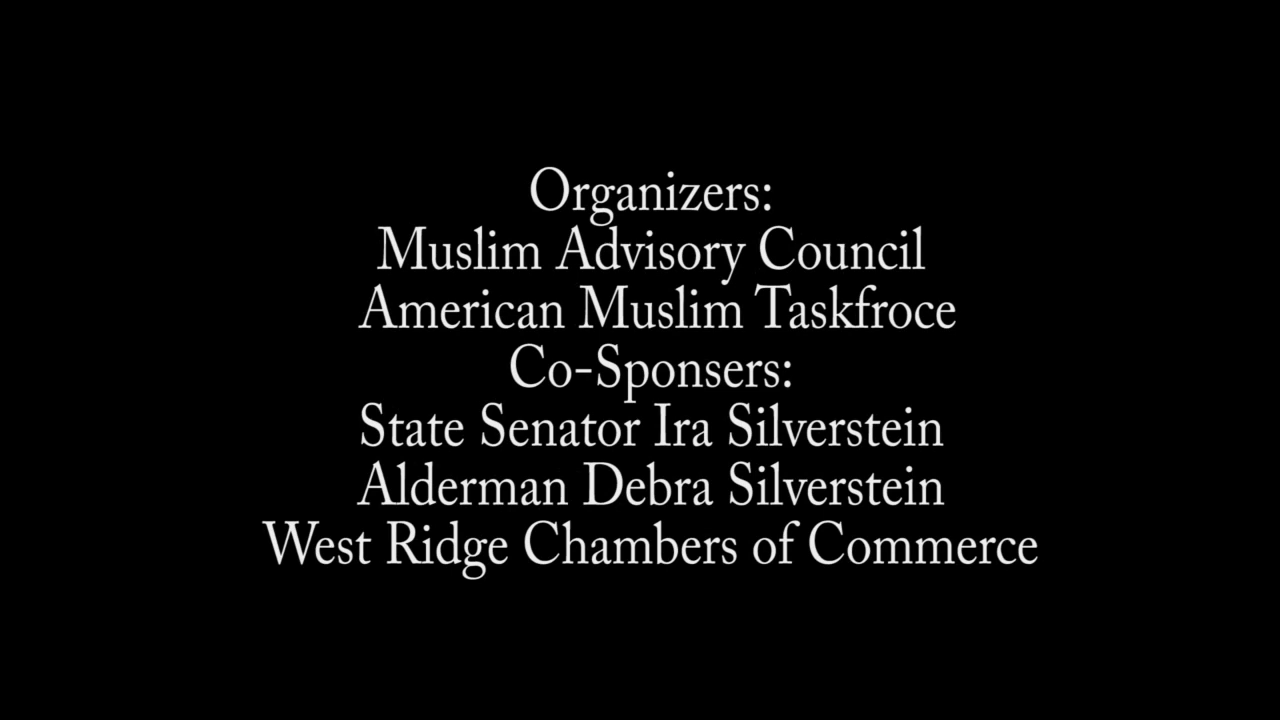 Organizers:
Muslim Advisory Council
American Muslim Taskfroce
Co-Sponsers:
State Senator Ira Silverstein
Alderman Debra Silverstein
West Ridge Chambers of Commerce